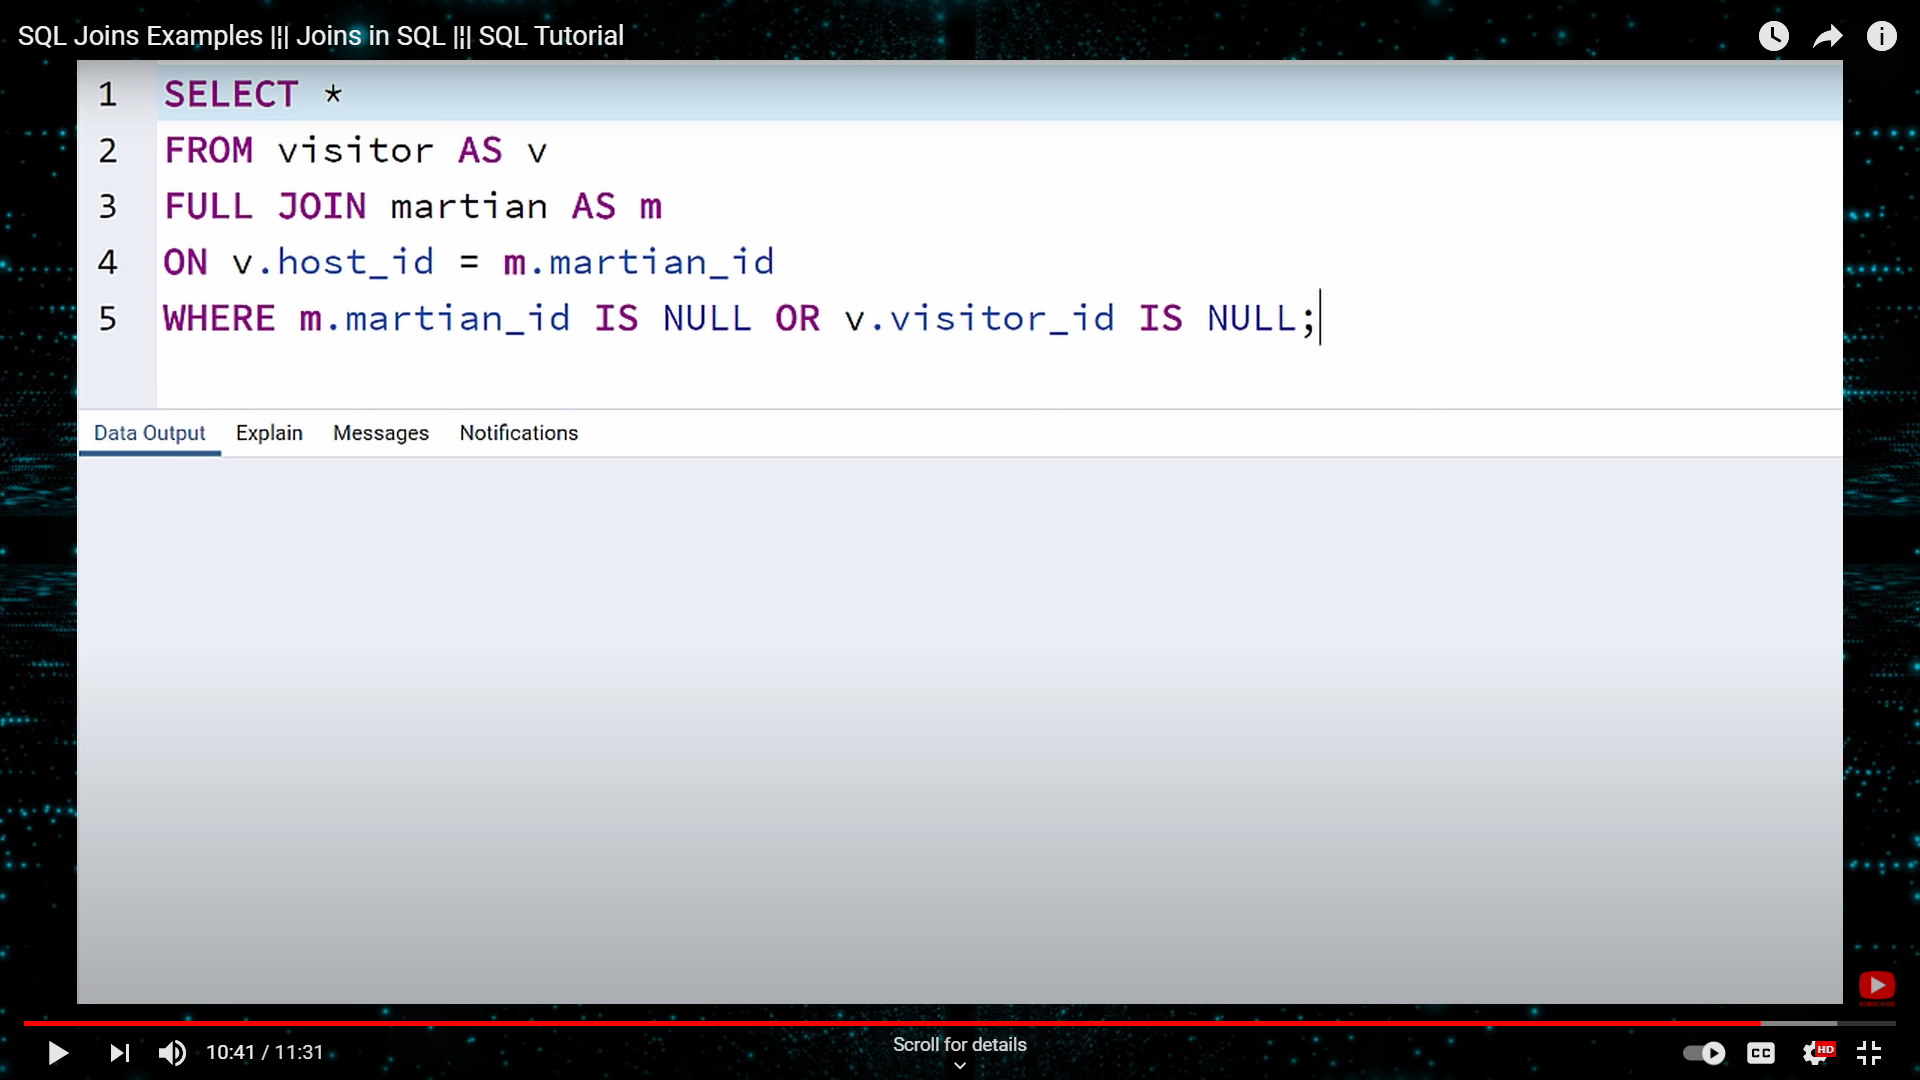 SQL Joins Examples |¦| Joins in SQL |¦| SQL Tutorial
1 SELECT *
2 FROM visitor AS v
3 FULL JOIN martian AS m
4 ON v.host_id = m.martian_id
5 WHERE m.martian_id IS NULL OR v.visitor_id IS NULL;
Data Output Explain Messages Notifications
SUBSCRIBE
10:41 / 11:31
Scroll for details
CC
HD